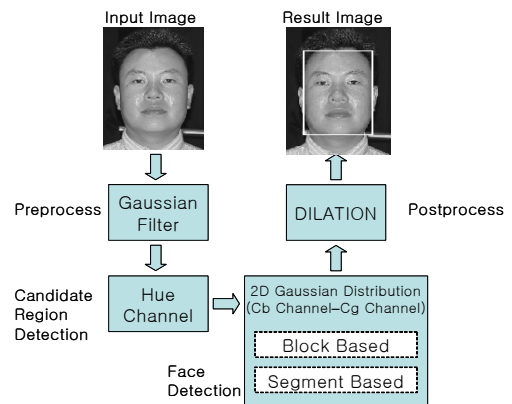 Input Image
Result Image
Preprocess
Gaussian
Filter
DILATION
Postprocess
Candidate
Region
Detection
Hue
Channel
2D Gaussian Distribution
(Cb Channel–Cg Channel)
Block Based
Face
Detection
Segment Based